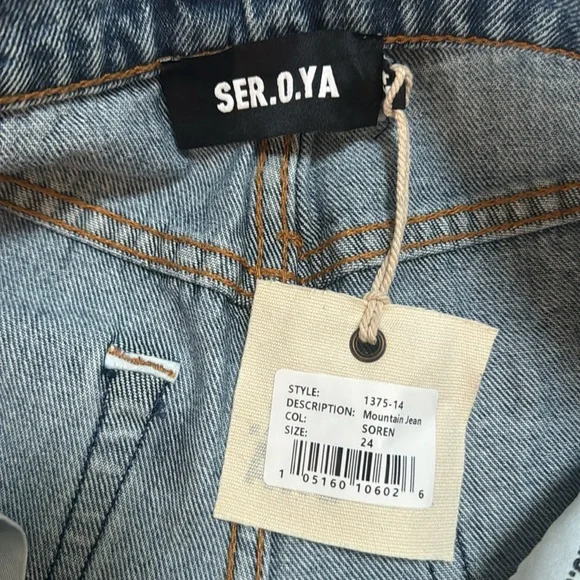 SER.O.YA
STYLE: 1375-14
DESCRIPTION: Mountain Jean
COL: SOREN
SIZE: 24
1 05160 10602 6